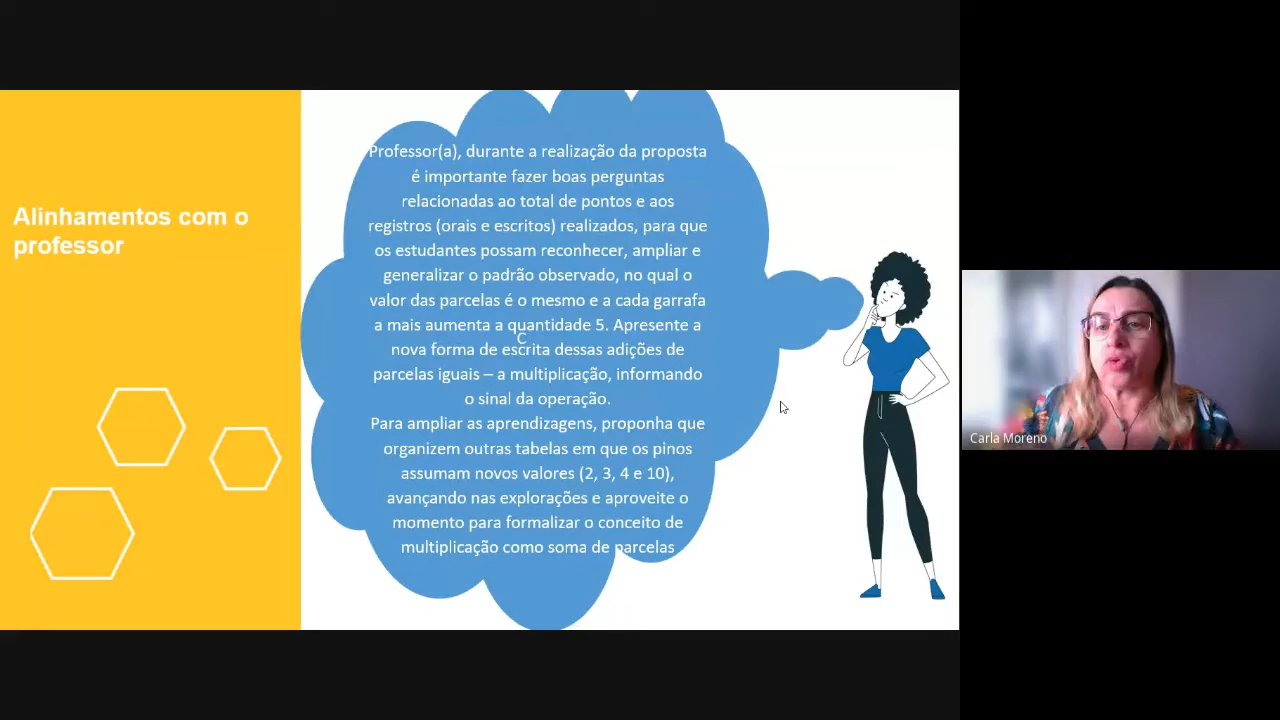 Alinhamentos com o
professor
Professor(a), durante a realização da proposta
é importante fazer boas perguntas
relacionadas ao total de pontos e aos
registros (orais e escritos) realizados, para que
os estudantes possam reconhecer, ampliar e
generalizar o padrão observado, no qual o
valor das parcelas é o mesmo e a cada garrafa
a mais aumenta a quantidade 5. Apresente a
C
nova forma de escrita dessas adições de
parcelas iguais – a multiplicação, informando
o sinal da operação.
Para ampliar as aprendizagens, proponha que
organizem outras tabelas em que os pinos
assumam novos valores (2, 3, 4 e 10),
avançando nas explorações e aproveite o
momento para formalizar o conceito de
multiplicação como soma de parcelas
Carla Moreno